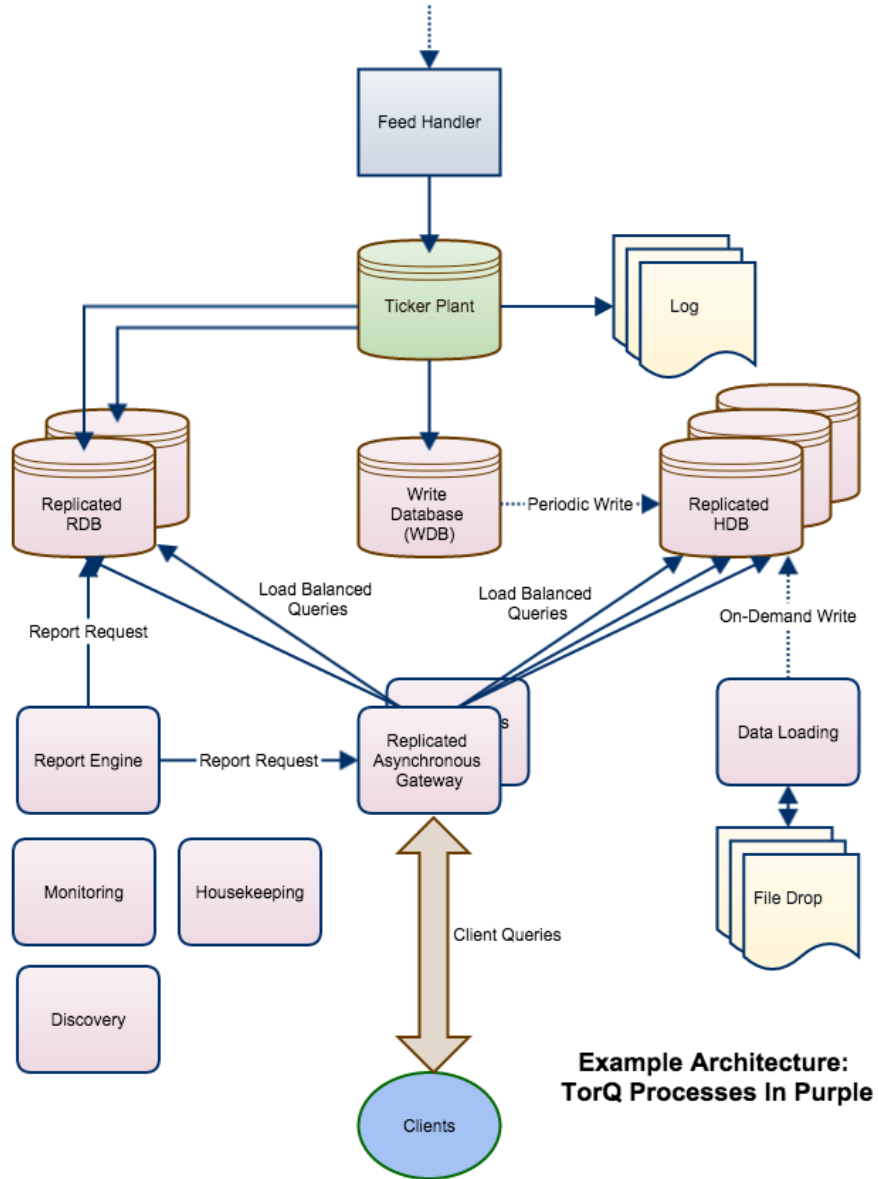 Feed Handler
Ticker Plant
Log
Replicated
RDB
Write
Database
(WDB)
Periodic Write
Replicated
HDB
Load Balanced
Queries
Load Balanced
Queries
Report Request
On-Demand Write
Report Engine
Report Request
Replicated
Asynchronous
Gateway
Data Loading
Monitoring
Housekeeping
File Drop
Client Queries
Discovery
Example Architecture:
TorQ Processes In Purple
Clients